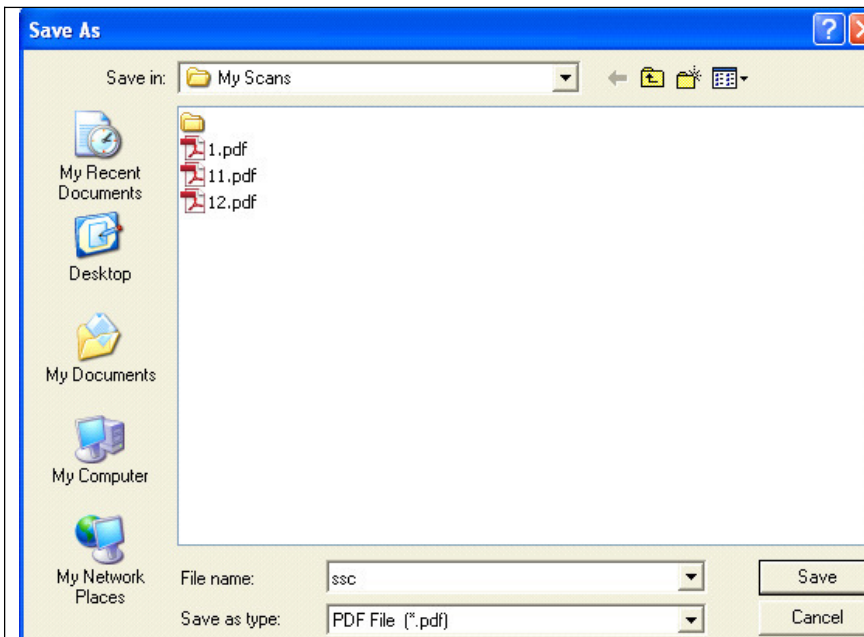 Save As
Save in: My Scans
My Recent
Documents
Desktop
My Documents
My Computer
My Network
Places
1.pdf
11.pdf
12.pdf
File name: ssc Save
Save as type: PDF File (*.pdf) Cancel